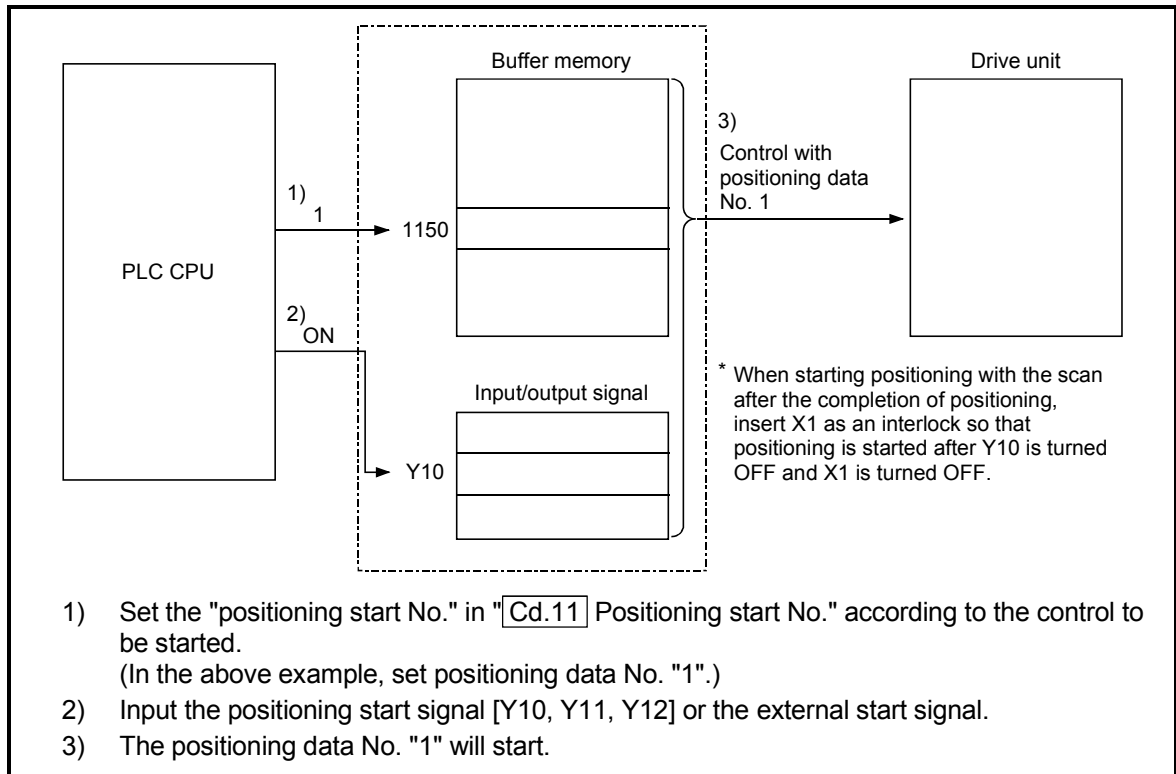 Buffer memory
Drive unit
3)
Control with
positioning data
No. 1
1)
1
1150
PLC CPU
2)
ON
Input/output signal
Y10
* When starting positioning with the scan
after the completion of positioning,
insert X1 as an interlock so that
positioning is started after Y10 is turned
OFF and X1 is turned OFF.
1) Set the "positioning start No." in "Cd.11 Positioning start No." according to the control to
be started.
(In the above example, set positioning data No. "1".)
2) Input the positioning start signal [Y10, Y11, Y12] or the external start signal.
3) The positioning data No. "1" will start.